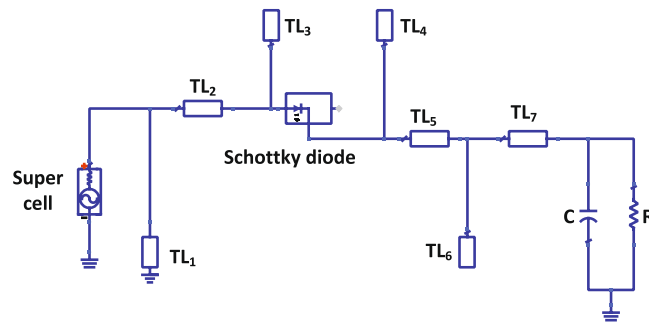 TL3
TL4
TL2
TL5
TL7
Schottky diode
Super
cell
C
R
TL1
TL6